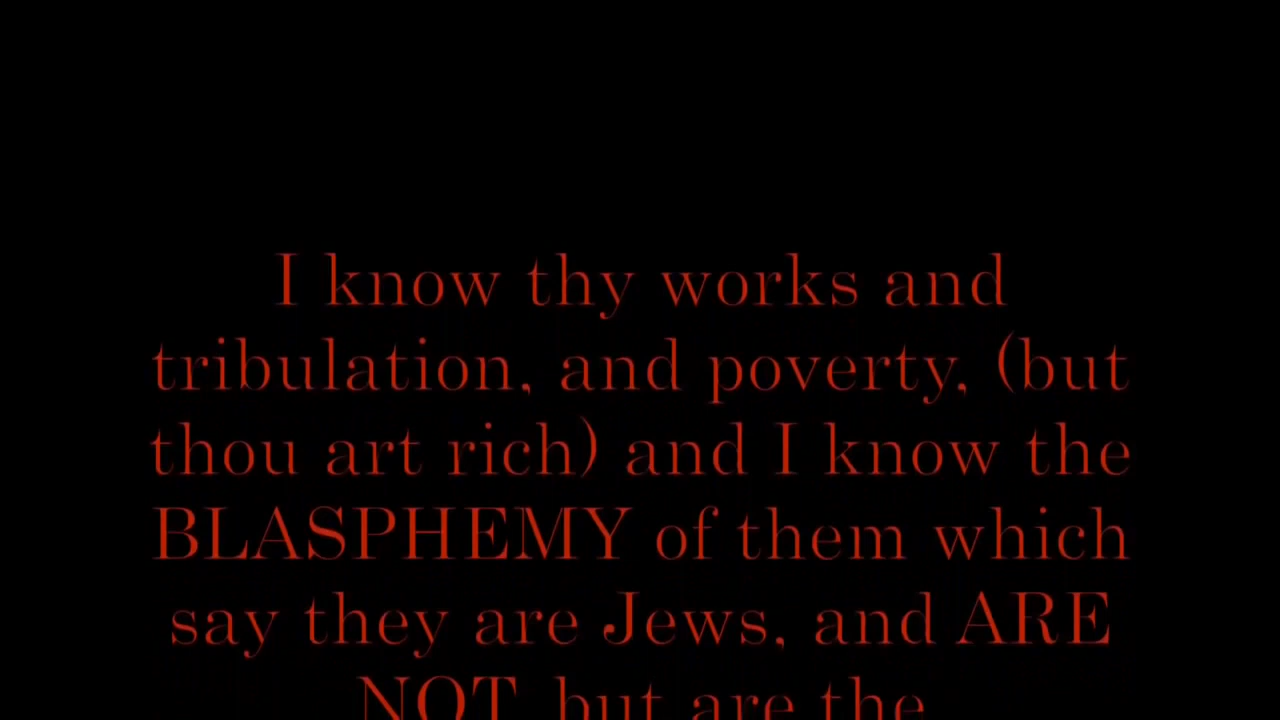 I know thy works and
tribulation, and poverty, (but
thou art rich) and I know the
BLASPHEMY of them which
say they are Jews, and ARE
NOT, but are the